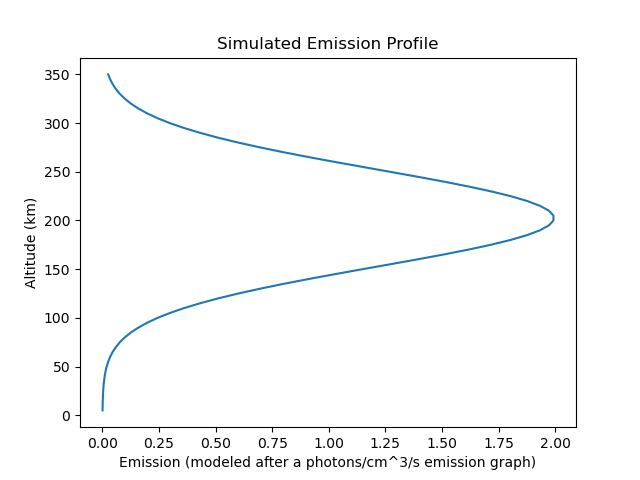 Simulated Emission Profile
350
300
250
200
150
100
50
0
Altitude (km)
0.00 0.25 0.50 0.75 1.00 1.25 1.50 1.75 2.00
Emission (modeled after a photons/cm^3/s emission graph)